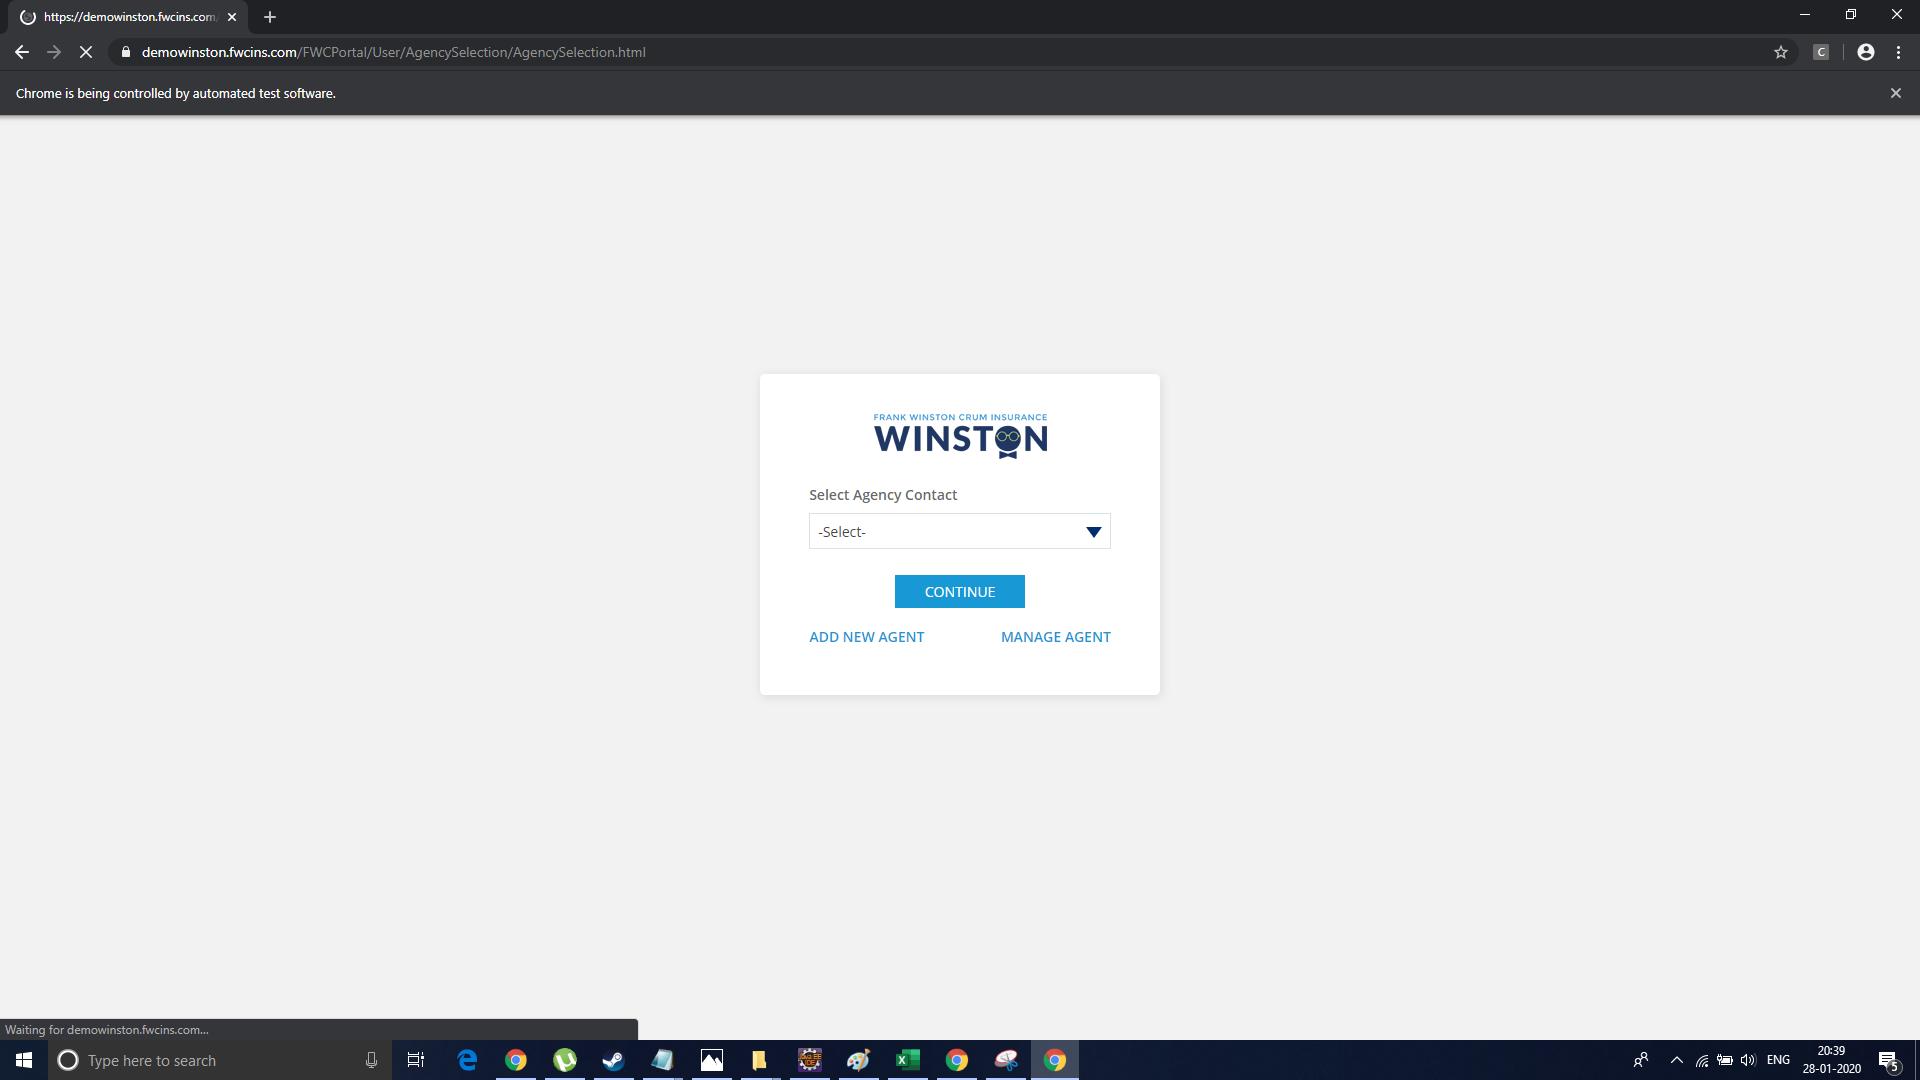 https://demowinston.fwcins.com/
demowinston.fwcins.com/FWCPortal/User/AgencySelection/AgencySelection.html
C
Chrome is being controlled by automated test software.
FRANK WINSTON CRUM INSURANCE
WINSTON
Select Agency Contact
-Select-
CONTINUE
ADD NEW AGENT
MANAGE AGENT
Waiting for demowinston.fwcins.com...
Type here to search
ENG
20:39
28-01-2020
5